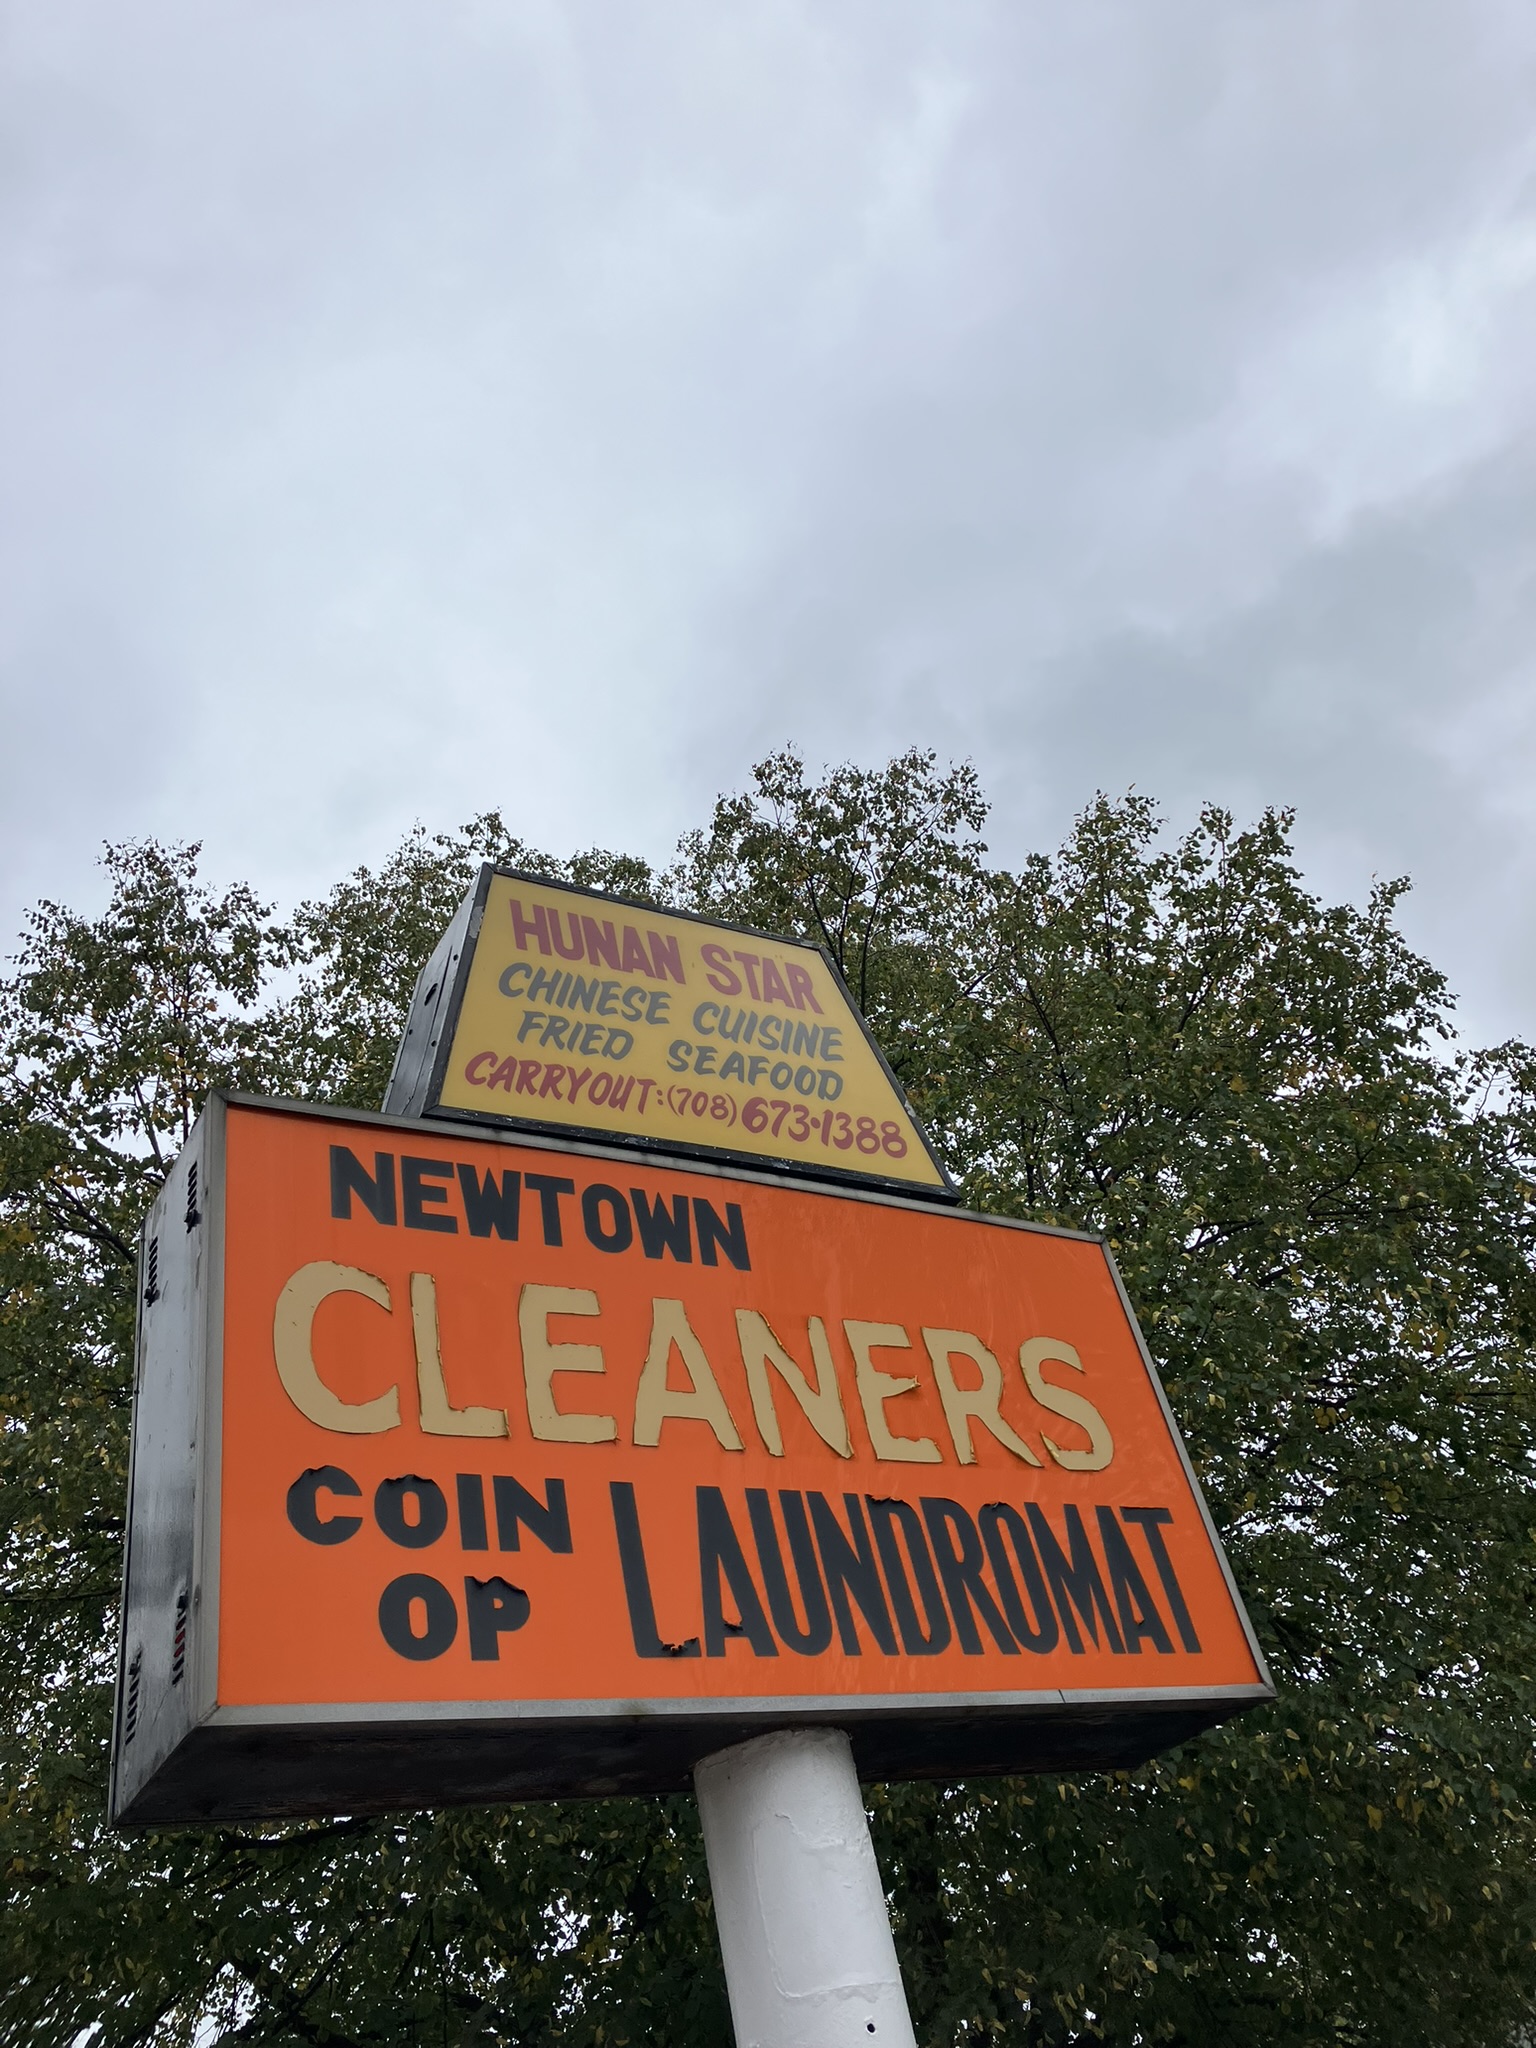 HUNAN STAR
CHINESE CUISINE
FRIED SEAFOOD
CARRYOUT:(708)673·1388
NEWTOWN
CLEANERS
COIN OP
LAUNDROMAT